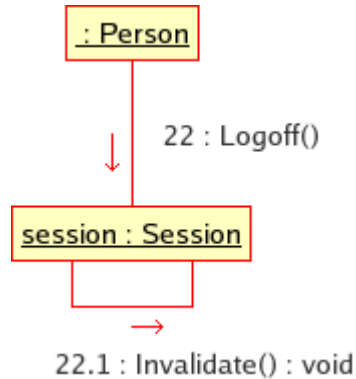 : Person
22 : Logoff()
session : Session
22.1 : Invalidate() : void